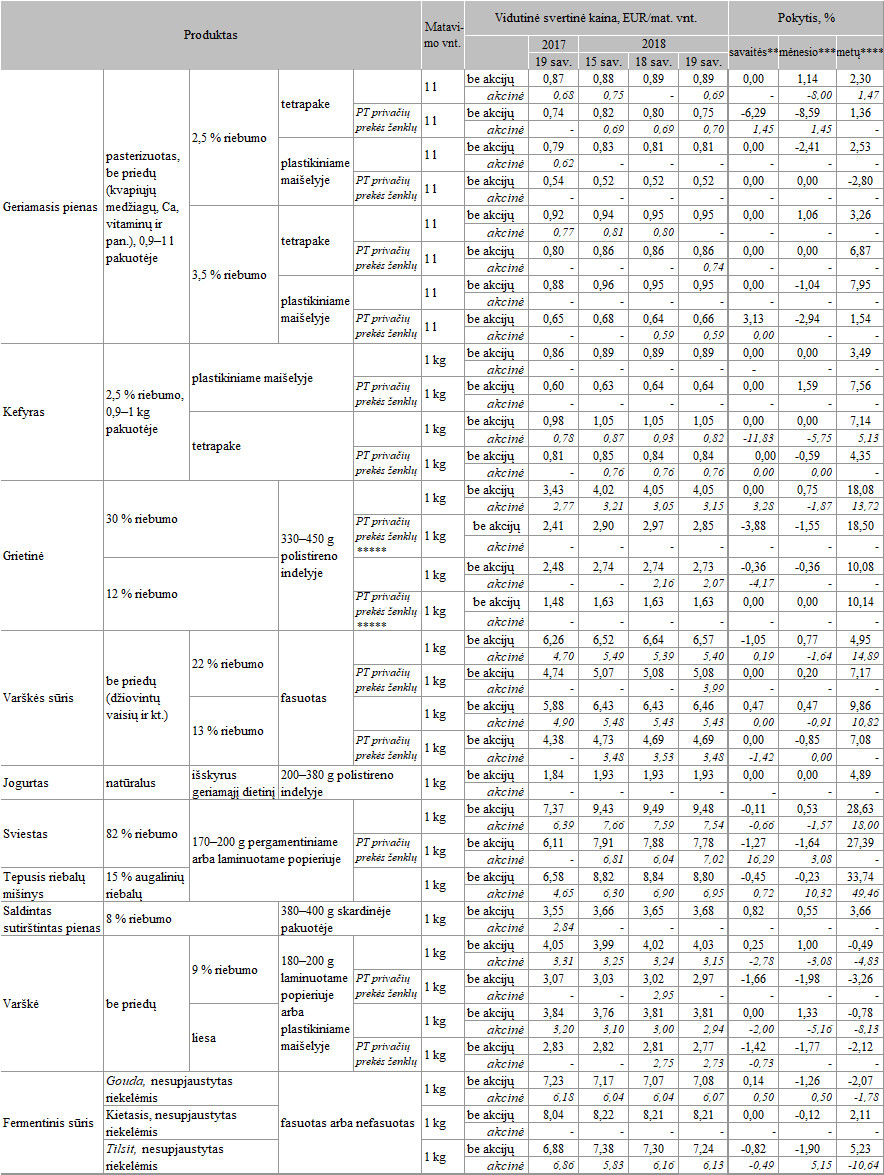 Produktas Matavi- Vidutinė svertinė kaina, EUR/mat. vnt. Pokytis, %
mo vnt. 2017 2018 savaitės** mėnesio*** metų****
19 sav. 15 sav. 18 sav. 19 sav.
Geriamasis pienas pasterizuotas, be priedų (kvapiųjų medžiagų, Ca, vitaminų ir pan.), 0,9–1 l pakuotėje
2,5 % riebumo
tetrapake 1 l be akcijų 0,87 0,88 0,89 0,89 0,00 1,14 2,30
akcinė 0,68 0,75 - 0,69 - -8,00 1,47
PT privačių prekės ženklų 1 l be akcijų 0,74 0,82 0,80 0,75 -6,29 -8,59 1,36
akcinė - 0,69 0,69 0,70 1,45 1,45 -
plastikiniame maišelyje 1 l be akcijų 0,79 0,83 0,81 0,81 0,00 -2,41 2,53
akcinė 0,62 - - - - - -
PT privačių prekės ženklų 1 l be akcijų 0,54 0,52 0,52 0,52 0,00 0,00 -2,80
akcinė - - - - - - -
3,5 % riebumo
tetrapake 1 l be akcijų 0,92 0,94 0,95 0,95 0,00 1,06 3,26
akcinė 0,77 0,81 0,80 - - - -
PT privačių prekės ženklų 1 l be akcijų 0,80 0,86 0,86 0,86 0,00 0,00 6,87
akcinė - - - 0,74 - - -
plastikiniame maišelyje 1 l be akcijų 0,88 0,96 0,95 0,95 0,00 -1,04 7,95
akcinė - - - - - - -
PT privačių prekės ženklų 1 l be akcijų 0,65 0,68 0,64 0,66 3,13 -2,94 1,54
akcinė - - 0,59 0,59 0,00 - -
Kefyras 2,5 % riebumo, 0,9–1 kg pakuotėje
plastikiniame maišelyje 1 kg be akcijų 0,86 0,89 0,89 0,89 0,00 0,00 3,49
akcinė - - - - - - -
PT privačių prekės ženklų 1 kg be akcijų 0,60 0,63 0,64 0,64 0,00 1,59 7,56
akcinė - - - - - - -
tetrapake 1 kg be akcijų 0,98 1,05 1,05 1,05 0,00 0,00 7,14
akcinė 0,78 0,87 0,93 0,82 -11,83 -5,75 5,13
PT privačių prekės ženklų 1 kg be akcijų 0,81 0,85 0,84 0,84 0,00 -0,59 4,35
akcinė - 0,76 0,76 0,76 0,00 0,00 -
Grietinė 330–450 g polistireno indelyje
30 % riebumo 1 kg be akcijų 3,43 4,02 4,05 4,05 0,00 0,75 18,08
akcinė 2,77 3,21 3,05 3,15 3,28 -1,87 13,72
PT privačių prekės ženklų ***** 1 kg be akcijų 2,41 2,90 2,97 2,85 -3,88 -1,55 18,50
akcinė - - - - - - -
12 % riebumo 1 kg be akcijų 2,48 2,74 2,74 2,73 -0,36 -0,36 10,08
akcinė - - 2,16 2,07 -4,17 - -
PT privačių prekės ženklų ***** 1 kg be akcijų 1,48 1,63 1,63 1,63 0,00 0,00 10,14
akcinė - - - - - - -
Varškės sūris be priedų (džiovintų vaisių ir kt.) fasuotas
22 % riebumo 1 kg be akcijų 6,26 6,52 6,64 6,57 -1,05 0,77 4,95
akcinė 4,70 5,49 5,39 5,40 0,19 -1,64 14,89
PT privačių prekės ženklų 1 kg be akcijų 4,74 5,07 5,08 5,08 0,00 0,20 7,17
akcinė - - - 3,99 - - -
13 % riebumo 1 kg be akcijų 5,88 6,43 6,43 6,46 0,47 0,47 9,86
akcinė 4,90 5,48 5,43 5,43 0,00 -0,91 10,82
PT privačių prekės ženklų 1 kg be akcijų 4,38 4,73 4,69 4,69 0,00 -0,85 7,08
akcinė - 3,48 3,53 3,48 -1,42 0,00 -
Jogurtas natūralus išskyrus geriamąjį dietinį 200–380 g polistireno indelyje 1 kg be akcijų 1,84 1,93 1,93 1,93 0,00 0,00 4,89
akcinė - - - - - - -
Sviestas 82 % riebumo 170–200 g pergamentiniame arba laminuotame popieriuje
1 kg be akcijų 7,37 9,43 9,49 9,48 -0,11 0,53 28,63
akcinė 6,39 7,66 7,59 7,54 -0,66 -1,57 18,00
PT privačių prekės ženklų 1 kg be akcijų 6,11 7,91 7,88 7,78 -1,27 -1,64 27,39
akcinė - 6,81 6,04 7,02 16,29 3,08 -
Tepusis riebalų mišinys 15 % augalinių riebalų 1 kg be akcijų 6,58 8,82 8,84 8,80 -0,45 -0,23 33,74
akcinė 4,65 6,30 6,90 6,95 0,72 10,32 49,46
Saldintas sutirštintas pienas 8 % riebumo 380–400 g skardinėje pakuotėje 1 kg be akcijų 3,55 3,66 3,65 3,68 0,82 0,55 3,66
akcinė 2,84 - - - - - -
Varškė be priedų 180–200 g laminuotame popieriuje arba plastikiniame maišelyje
9 % riebumo 1 kg be akcijų 4,05 3,99 4,02 4,03 0,25 1,00 -0,49
akcinė 3,31 3,25 3,24 3,15 -2,78 -3,08 -4,83
PT privačių prekės ženklų 1 kg be akcijų 3,07 3,03 3,02 2,97 -1,66 -1,98 -3,26
akcinė - - 2,95 - - - -
liesa 1 kg be akcijų 3,84 3,76 3,81 3,81 0,00 1,33 -0,78
akcinė 3,20 3,10 3,00 2,94 -2,00 -5,16 -8,13
PT privačių prekės ženklų 1 kg be akcijų 2,83 2,82 2,81 2,77 -1,42 -1,77 -2,12
akcinė - - 2,75 2,73 -0,73 - -
Fermentinis sūris fasuotas arba nefasuotas
Gouda, nesupjaustytas riekelėmis 1 kg be akcijų 7,23 7,17 7,07 7,08 0,14 -1,26 -2,07
akcinė 6,18 6,04 6,04 6,07 0,50 0,50 -1,78
Kietasis, nesupjaustytas riekelėmis 1 kg be akcijų 8,04 8,22 8,21 8,21 0,00 -0,12 2,11
akcinė - - - - - - -
Tilsit, nesupjaustytas riekelėmis 1 kg be akcijų 6,88 7,38 7,30 7,24 -0,82 -1,90 5,23
akcinė 6,86 5,83 6,16 6,13 -0,49 5,15 -10,64